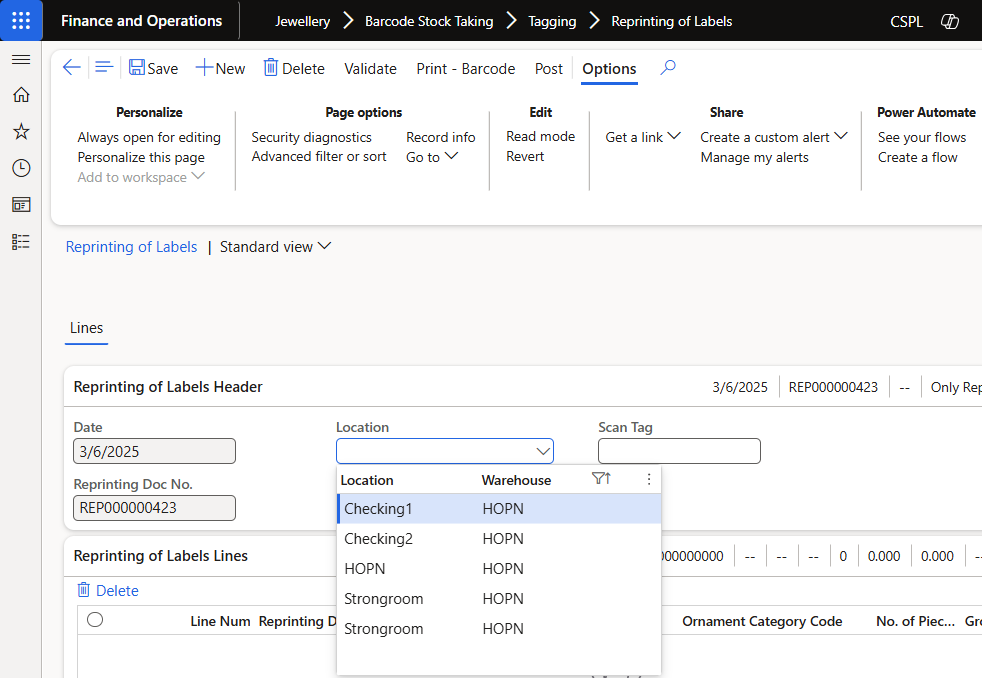 Finance and Operations
Jewellery > Barcode Stock Taking > Tagging > Reprinting of Labels
CSPL
Save New Delete Validate Print - Barcode Post Options
Personalize
Always open for editing
Personalize this page
Add to workspace
Page options
Security diagnostics
Advanced filter or sort
Record info
Go to
Edit
Read mode
Revert
Share
Get a link
Create a custom alert
Manage my alerts
Power Automate
See your flows
Create a flow
Reprinting of Labels | Standard view
Lines
Reprinting of Labels Header
3/6/2025 REP000000423 -- Only Rep
Date
3/6/2025
Location
Scan Tag
Reprinting Doc No.
REP000000423
Location Warehouse
Checking1 HOPN
Checking2 HOPN
HOPN HOPN
Strongroom HOPN
Strongroom HOPN
Reprinting of Labels Lines
000000000 -- -- -- 0 0.000 0.000 --
Delete
Line Num Reprinting D Ornament Category Code No. of Piec... Gro